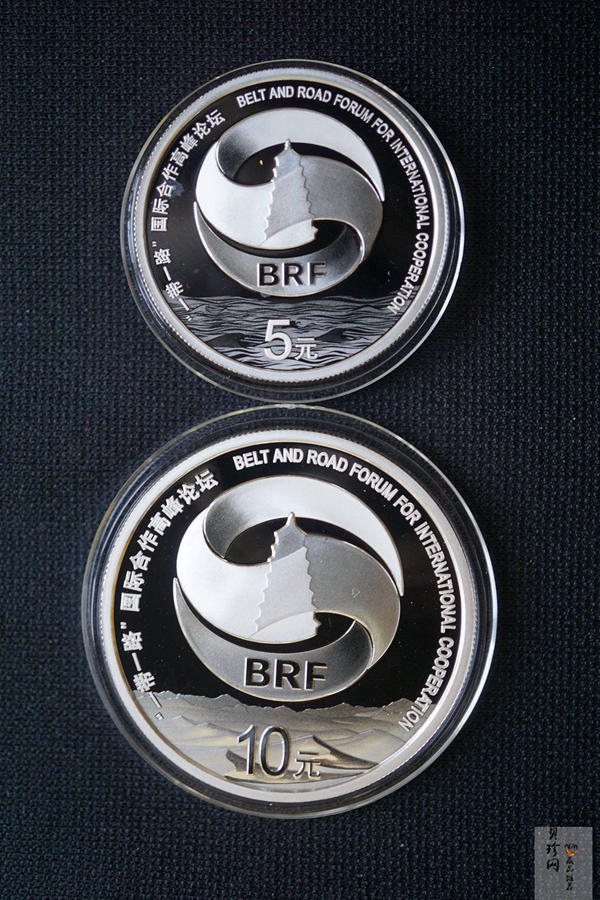 “一带一路”国际合作高峰论坛
BELT AND ROAD FORUM FOR INTERNATIONAL COOPERATION
BRF
5元
“一带一路”国际合作高峰论坛
BELT AND ROAD FORUM FOR INTERNATIONAL COOPERATION
BRF
10元
贝珍网